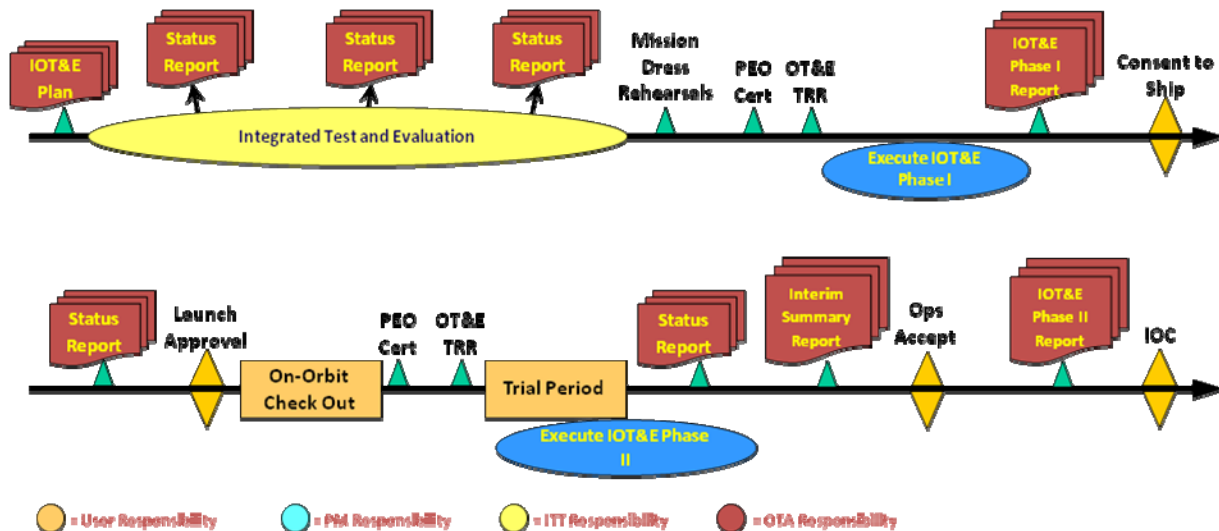 IOT&E
Plan
Status
Report
Status
Report
Status
Report
Mission
Dress
Rehearsals
PEO
Cert
OT&E
TRR
IOT&E
Phase I
Report
Consent to
Ship
Integrated Test and Evaluation
Execute IOT&E
Phase I
Status
Report
Launch
Approval
On-Orbit
Check Out
PEO
Cert
OT&E
TRR
Trial Period
Execute IOT&E Phase
II
Status
Report
Interim
Summary
Report
Ops
Accept
IOT&E
Phase II
Report
IOC
= User Responsibility
= PM Responsibility
= ITT Responsibility
= OTA Responsibility